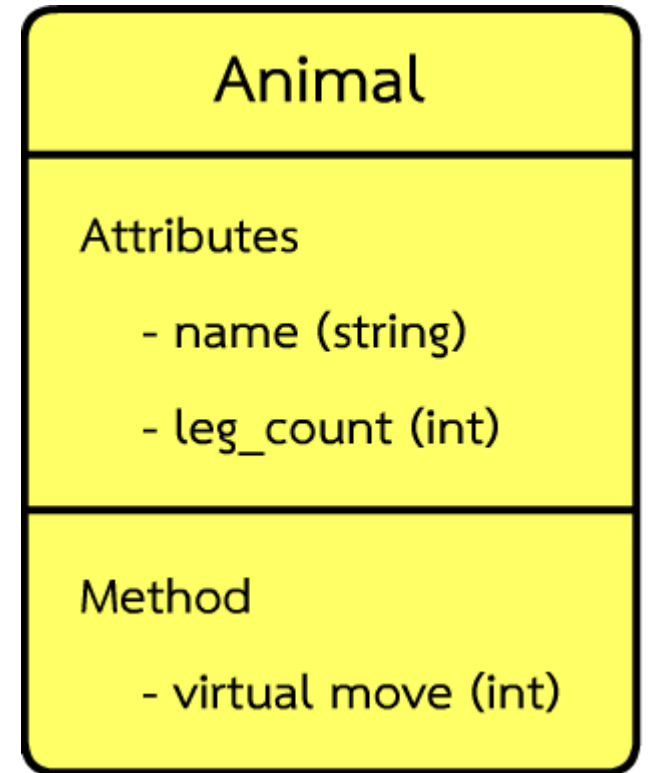 Animal
Attributes
- name (string)
- leg_count (int)
Method
- virtual move (int)